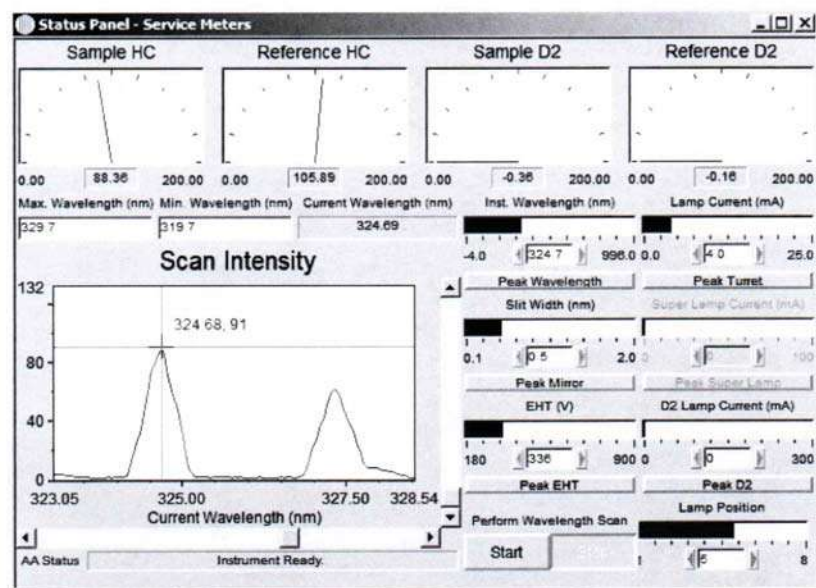 Status Panel - Service Meters
Sample HC Reference HC Sample D2 Reference D2
0.00 88.36 200.00 0.00 105.89 200.00 0.00 -0.36 200.00 0.00 -0.16 200.00
Max. Wavelength (nm) Min. Wavelength (nm) Current Wavelength (nm) Inst. Wavelength (nm) Lamp Current (mA)
329.7 319.7 324.69
-4.0 324.7 996.0 0.0 4.0 25.0
Scan Intensity
Peak Wavelength Peak Turret
132
Slit Width (nm) Super Lamp Current (mA)
324.68, 91
0.1 0.5 2.0 0 0 100
80
Peak Mirror Peak Super Lamp
EHT (V) D2 Lamp Current (mA)
40
180 336 900 0 0 300
0
Peak EHT Peak D2
323.05 325.00 327.50 328.54
Current Wavelength (nm)
Perform Wavelength Scan Lamp Position
Start
8
AA Status Instrument Ready.